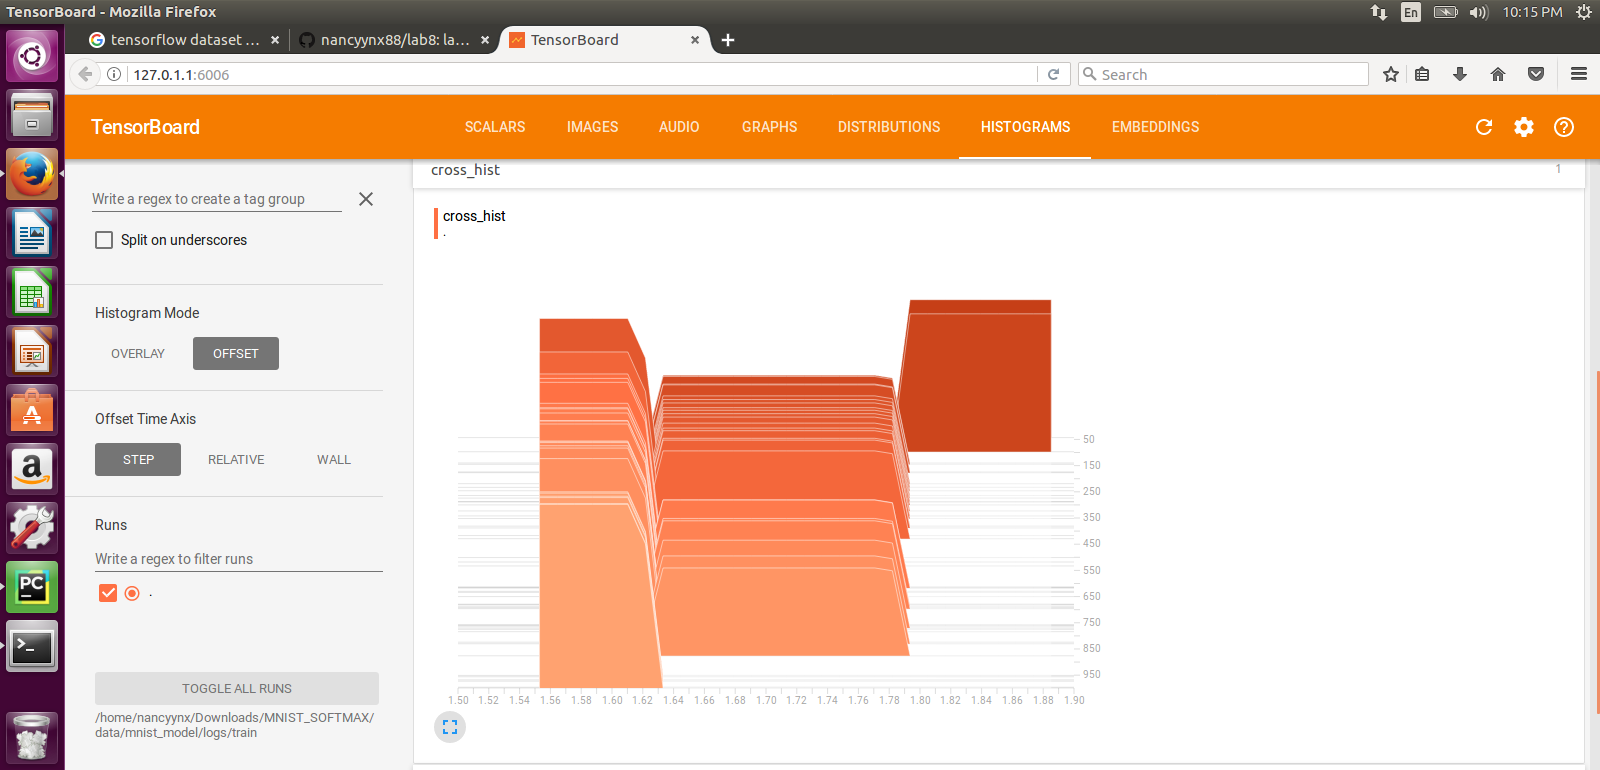 TensorBoard - Mozilla Firefox
En
10:15 PM
tensorflow dataset ...
nancyynx88/lab8: la...
TensorBoard
127.0.1.1:6006
Search
TensorBoard
SCALARS
IMAGES
AUDIO
GRAPHS
DISTRIBUTIONS
HISTOGRAMS
EMBEDDINGS
cross_hist
1
Write a regex to create a tag group
Split on underscores
Histogram Mode
OVERLAY
OFFSET
Offset Time Axis
STEP
RELATIVE
WALL
Runs
Write a regex to filter runs
.
TOGGLE ALL RUNS
/home/nancyynx/Downloads/MNIST_SOFTMAX/
data/mnist_model/logs/train
cross_hist
.
50
150
250
350
450
550
650
750
850
950
1.50 1.52 1.54 1.56 1.58 1.60 1.62 1.64 1.66 1.68 1.70 1.72 1.74 1.76 1.78 1.80 1.82 1.84 1.86 1.88 1.90
PC
a